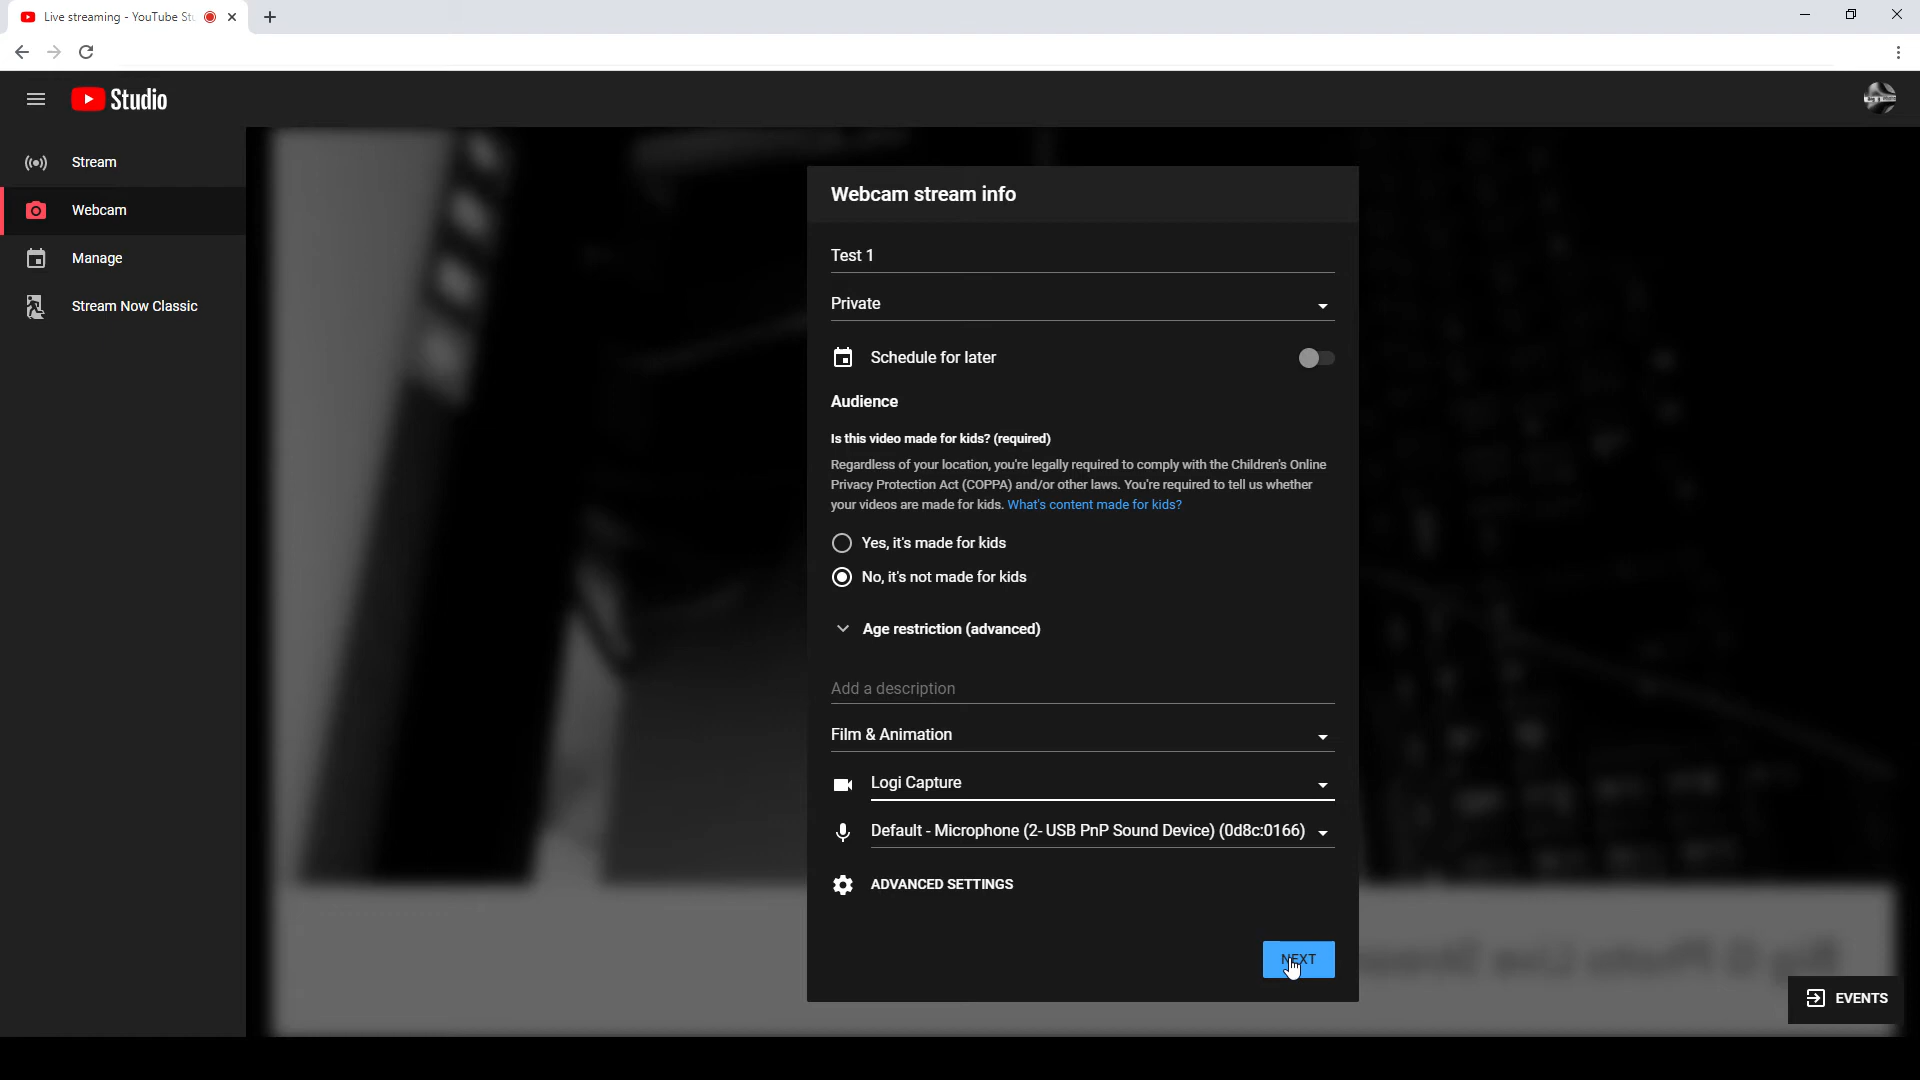 Live streaming - YouTube St
Studio
Stream
Webcam
Manage
Stream Now Classic
Webcam stream info
Test 1
Private
Schedule for later
Audience
Is this video made for kids? (required)
Regardless of your location, you're legally required to comply with the Children's Online
Privacy Protection Act (COPPA) and/or other laws. You're required to tell us whether
your videos are made for kids. What's content made for kids?
Yes, it's made for kids
No, it's not made for kids
Age restriction (advanced)
Add a description
Film & Animation
Logi Capture
Default - Microphone (2- USB PnP Sound Device) (0d8c:0166)
ADVANCED SETTINGS
NEXT
EVENTS